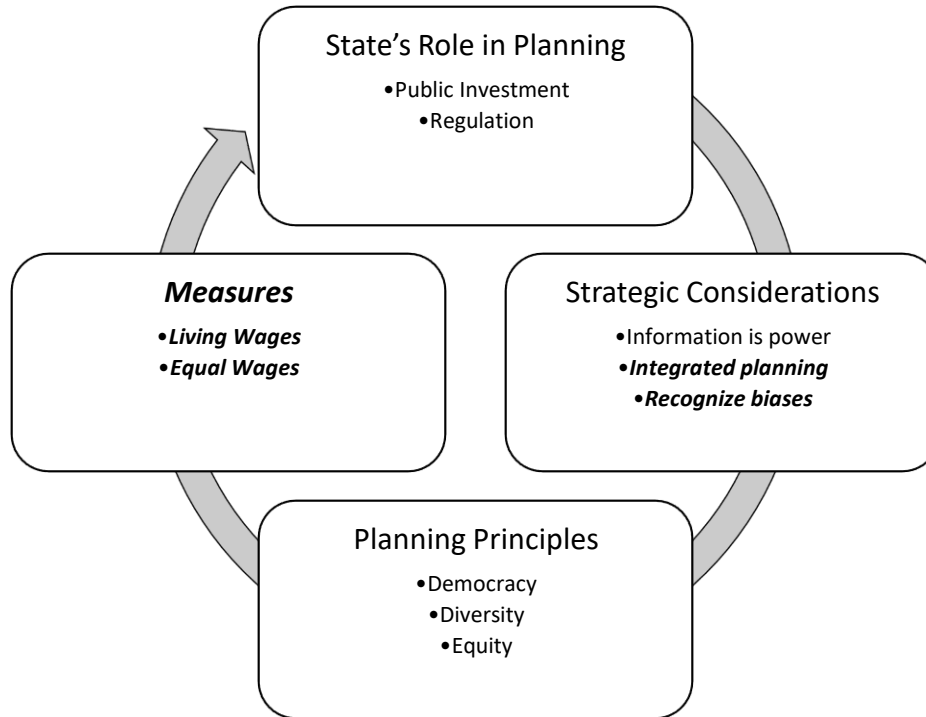 State’s Role in Planning
•Public Investment
•Regulation
Strategic Considerations
•Information is power
•Integrated planning
•Recognize biases
Planning Principles
•Democracy
•Diversity
•Equity
Measures
•Living Wages
•Equal Wages